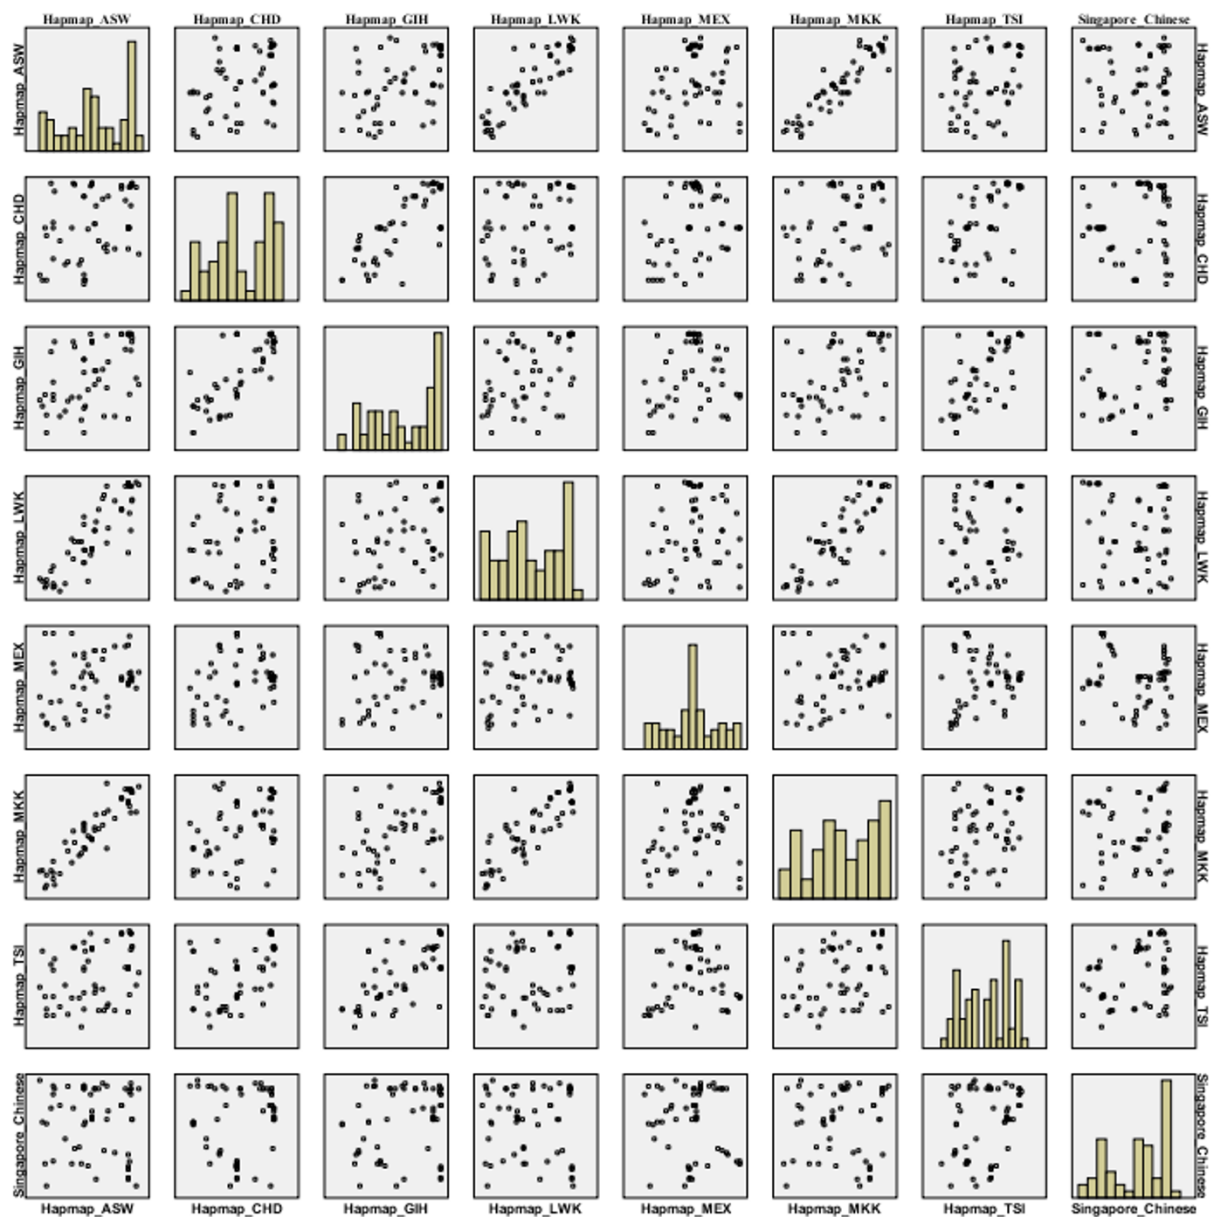 Hapmap_ASW Hapmap_CHD Hapmap_GIH Hapmap_LWK Hapmap_MEX Hapmap_MKK Hapmap_TSI Singapore_Chinese
Hapmap_ASW Hapmap_ASW
Hapmap_CHD Hapmap_CHD
Hapmap_GIH Hapmap_GIH
Hapmap_LWK Hapmap_LWK
Hapmap_MEX Hapmap_MEX
Hapmap_MKK Hapmap_MKK
Hapmap_TSI Hapmap_TSI
Singapore_Chinese Singapore_Chinese
Hapmap_ASW Hapmap_CHD Hapmap_GIH Hapmap_LWK Hapmap_MEX Hapmap_MKK Hapmap_TSI Singapore_Chinese